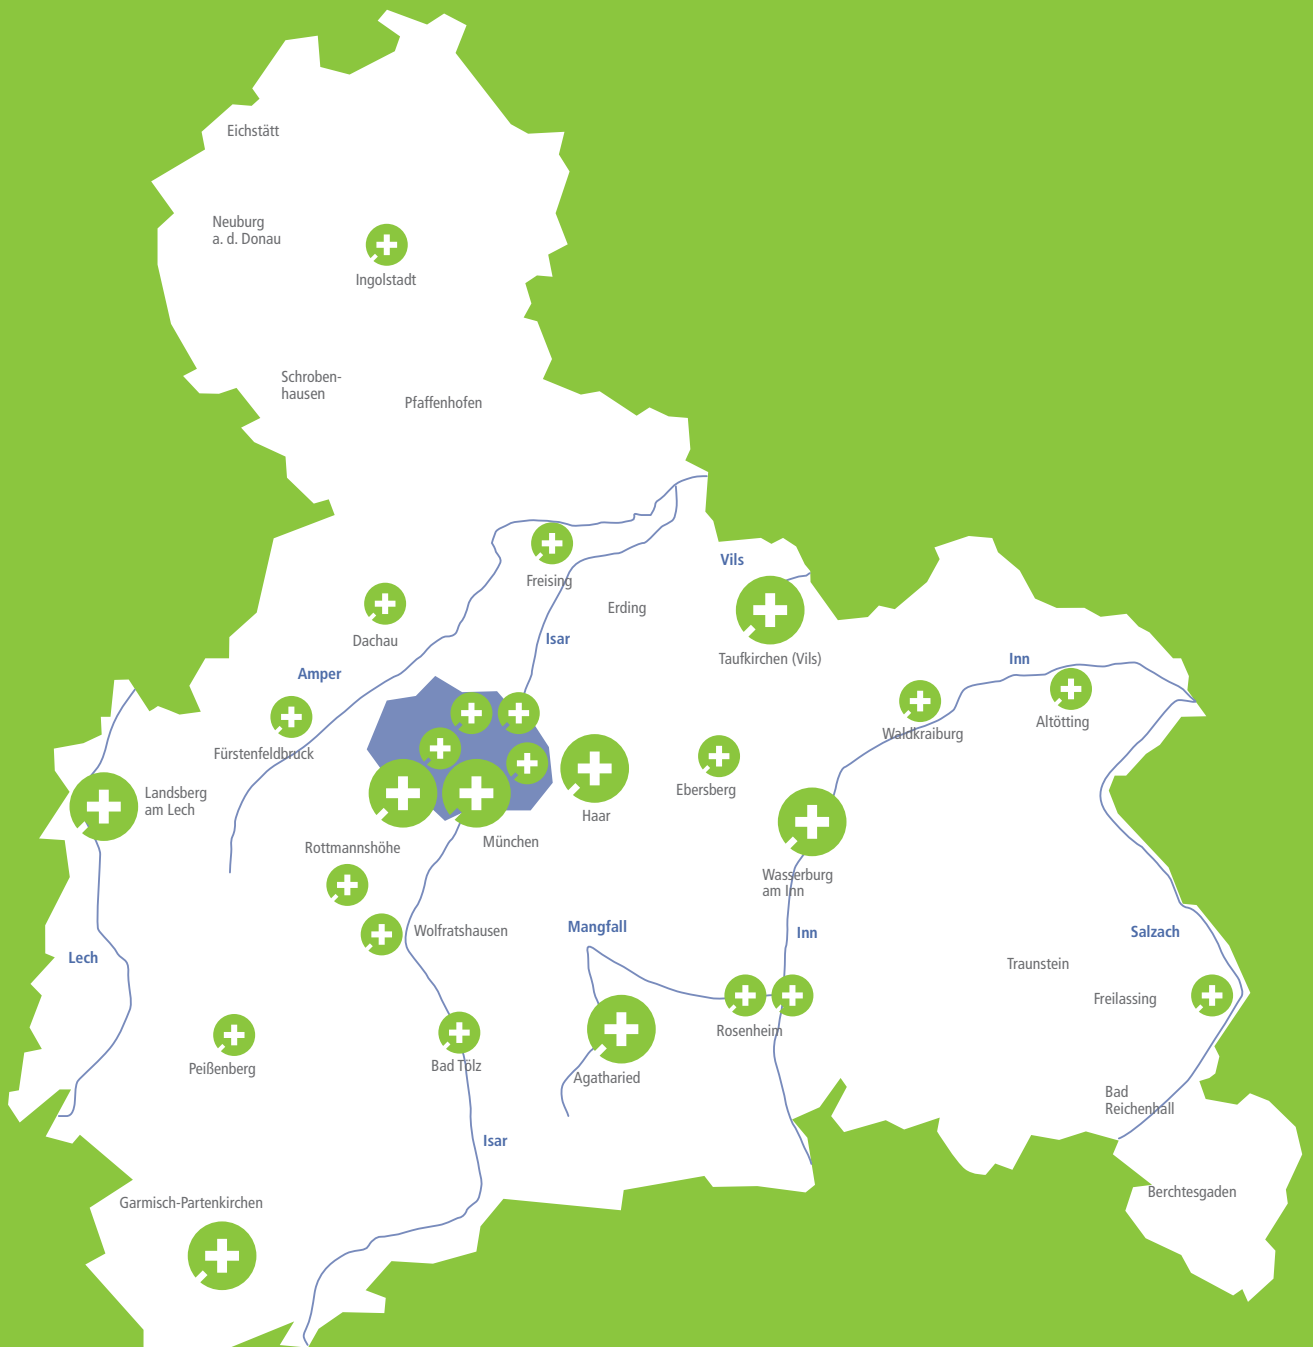 Eichstätt
Neuburg
a. d. Donau
Ingolstadt
Schroben-
hausen
Pfaffenhofen
Vils
Freising
Erding
Isar
Dachau
Taufkirchen (Vils)
Inn
Amper
Altötting
Waldkraiburg
Fürstenfeldbruck
Ebersberg
Landsberg
am Lech
Haar
München
Rottmannshöhe
Wasserburg
am Inn
Mangfall
Wolfratshausen
Inn
Salzach
Lech
Traunstein
Freilassing
Rosenheim
Peißenberg
Bad Tölz
Agatharied
Bad
Reichenhall
Isar
Berchtesgaden
Garmisch-Partenkirchen